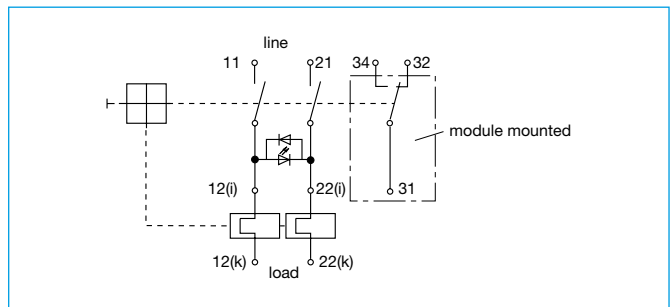 line
11 21 34 32
module mounted
12(i) 22(i) 31
12(k) 22(k)
load